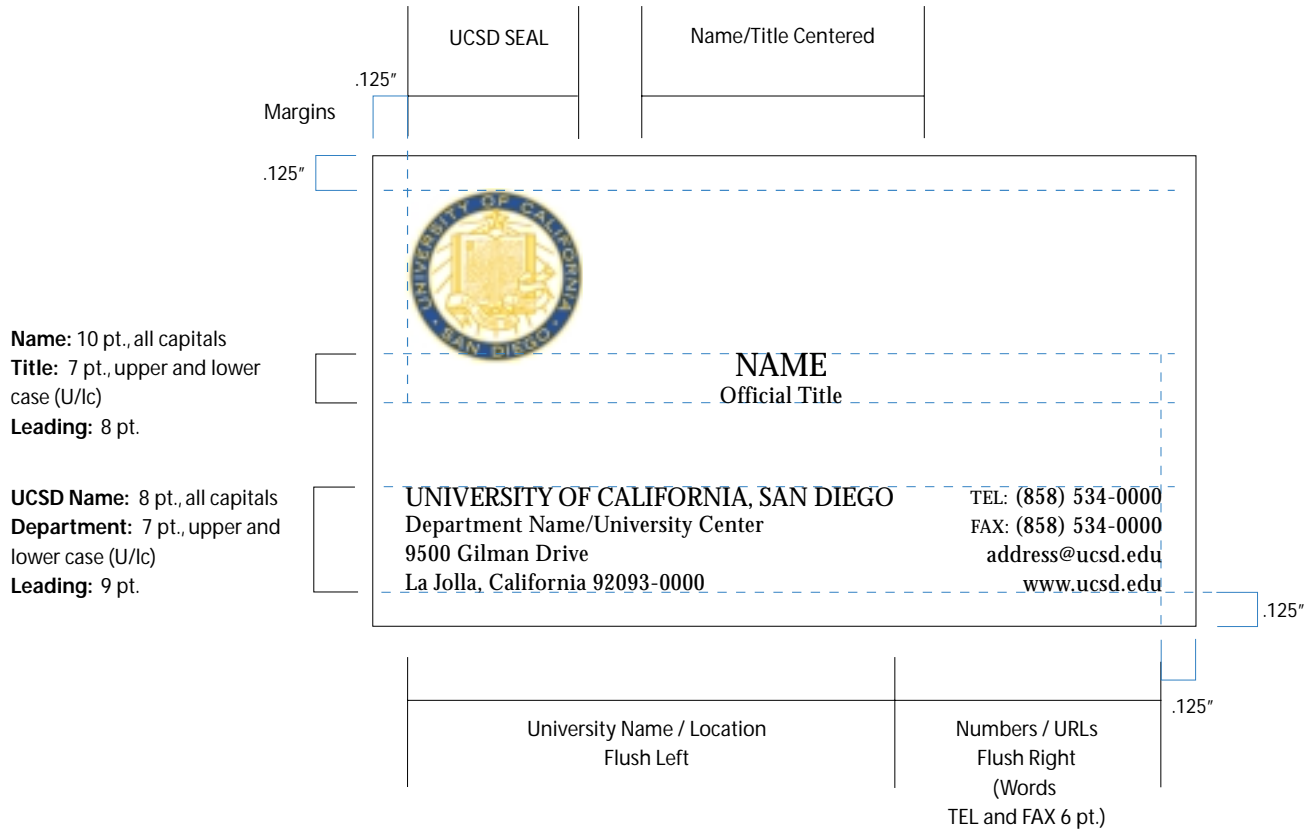 UCSD SEAL
Name/Title Centered
.125"
Margins
.125"
UNIVERSITY OF CALIFORNIA
SAN DIEGO
Name: 10 pt., all capitals
Title: 7 pt., upper and lower
case (U/lc)
Leading: 8 pt.
NAME
Official Title
UCSD Name: 8 pt., all capitals
Department: 7 pt., upper and
lower case (U/lc)
Leading: 9 pt.
UNIVERSITY OF CALIFORNIA, SAN DIEGO
Department Name/University Center
9500 Gilman Drive
La Jolla, California 92093-0000
TEL: (858) 534-0000
FAX: (858) 534-0000
address@ucsd.edu
www.ucsd.edu
.125"
.125"
University Name / Location
Flush Left
Numbers / URLs
Flush Right
(Words
TEL and FAX 6 pt.)